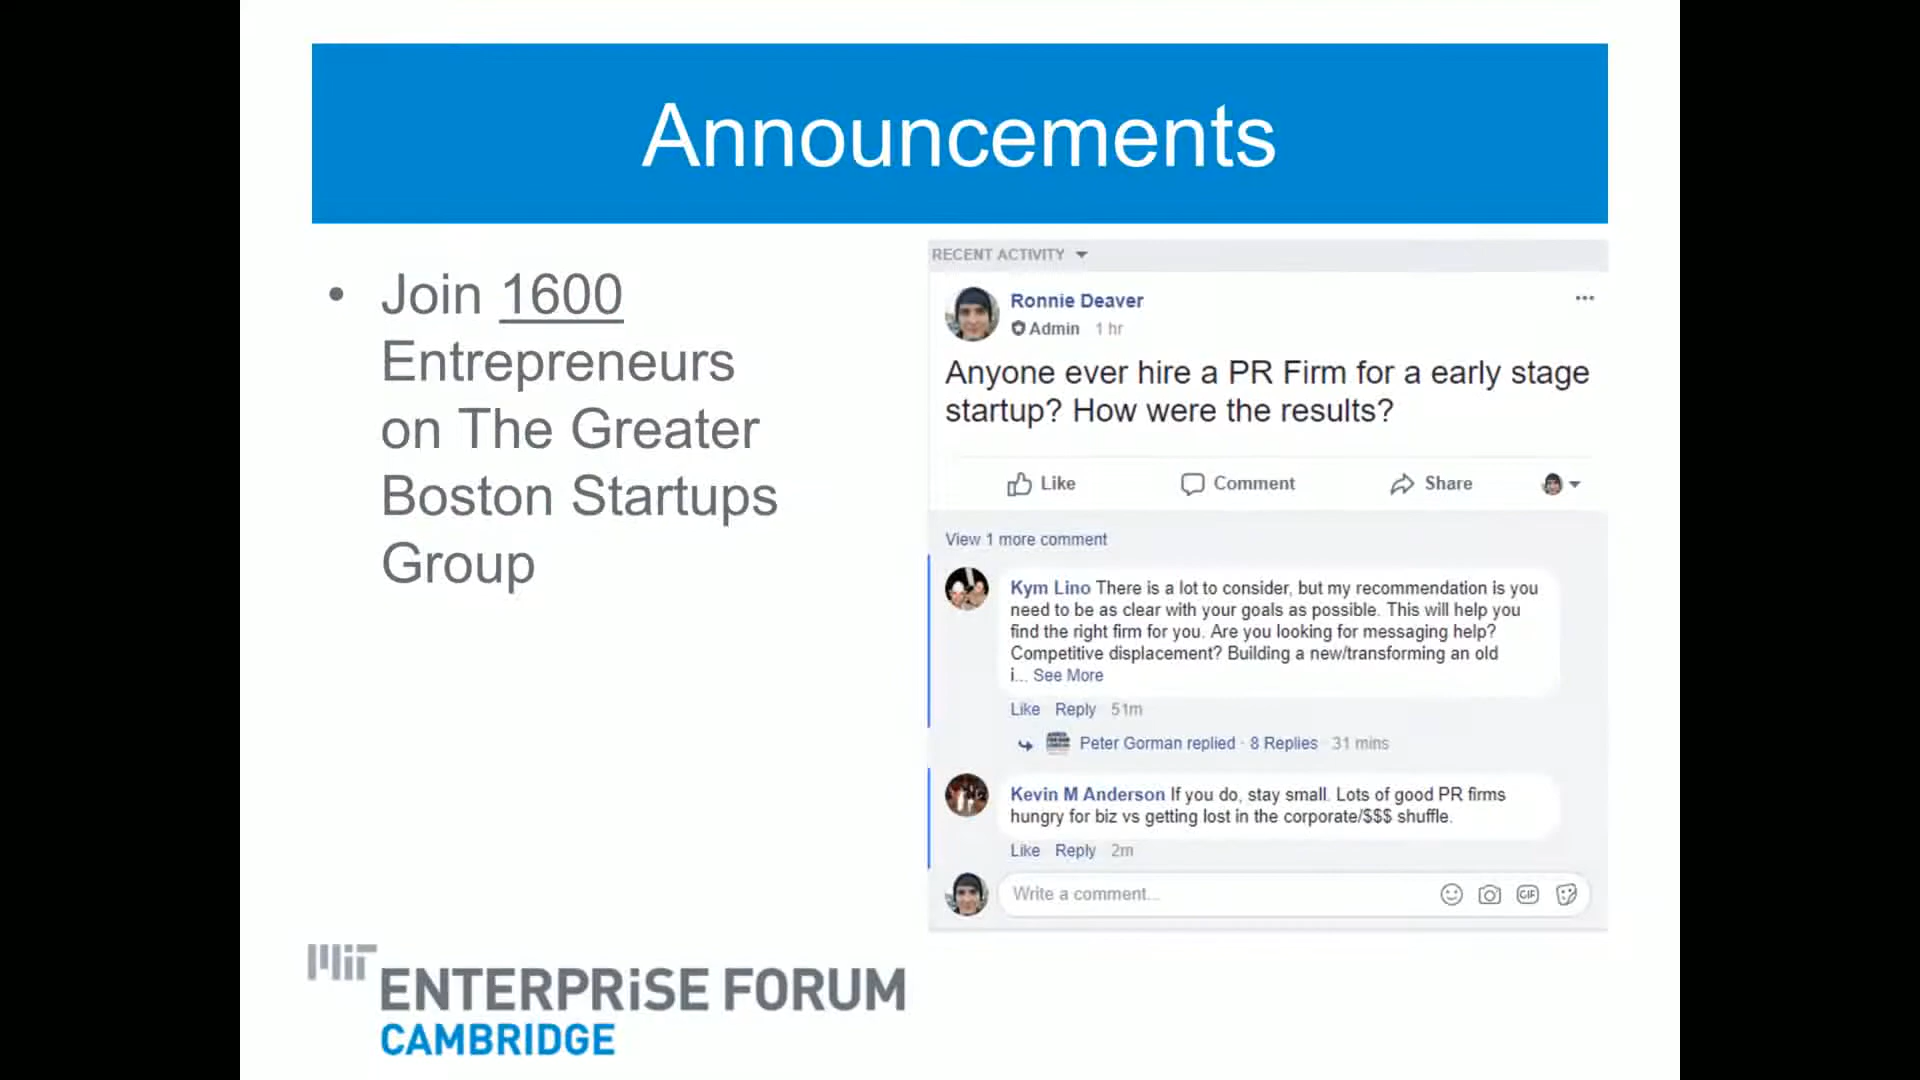 Announcements
• Join 1600
Entrepreneurs
on The Greater
Boston Startups
Group
RECENT ACTIVITY
Ronnie Deaver
Admin 1 hr
Anyone ever hire a PR Firm for a early stage
startup? How were the results?
Like Comment Share
View 1 more comment
Kym Lino There is a lot to consider, but my recommendation is you
need to be as clear with your goals as possible. This will help you
find the right firm for you. Are you looking for messaging help?
Competitive displacement? Building a new/transforming an old
i... See More
Like Reply 51m
Peter Gorman replied · 8 Replies · 31 mins
Kevin M Anderson If you do, stay small. Lots of good PR firms
hungry for biz vs getting lost in the corporate/$$$ shuffle.
Like Reply 2m
Write a comment...
GIF
MiT
ENTERPRiSE FORUM
CAMBRIDGE